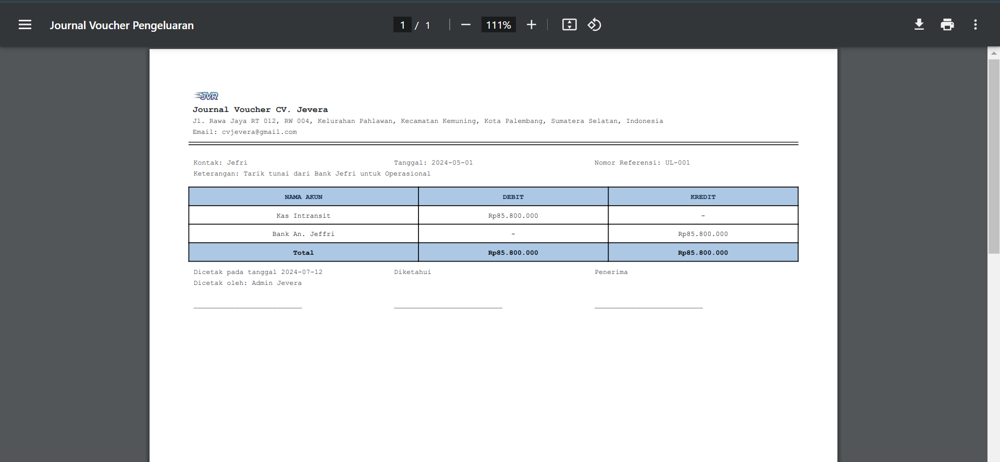 Journal Voucher Pengeluaran
1 / 1
111%
JVR
Journal Voucher CV. Jevera
Jl. Rawa Jaya RT 012, RW 004, Kelurahan Pahlawan, Kecamatan Kemuning, Kota Palembang, Sumatera Selatan, Indonesia
Email: cvjevera@gmail.com
Kontak: Jefri Tanggal: 2024-05-01 Nomor Referensi: UL-001
Keterangan: Tarik tunai dari Bank Jefri untuk Operasional
NAMA AKUN DEBIT KREDIT
Kas Intransit Rp85.800.000 -
Bank An. Jeffri - Rp85.800.000
Total Rp85.800.000 Rp85.800.000
Dicetak pada tanggal 2024-07-12 Diketahui Penerima
Dicetak oleh: Admin Jevera